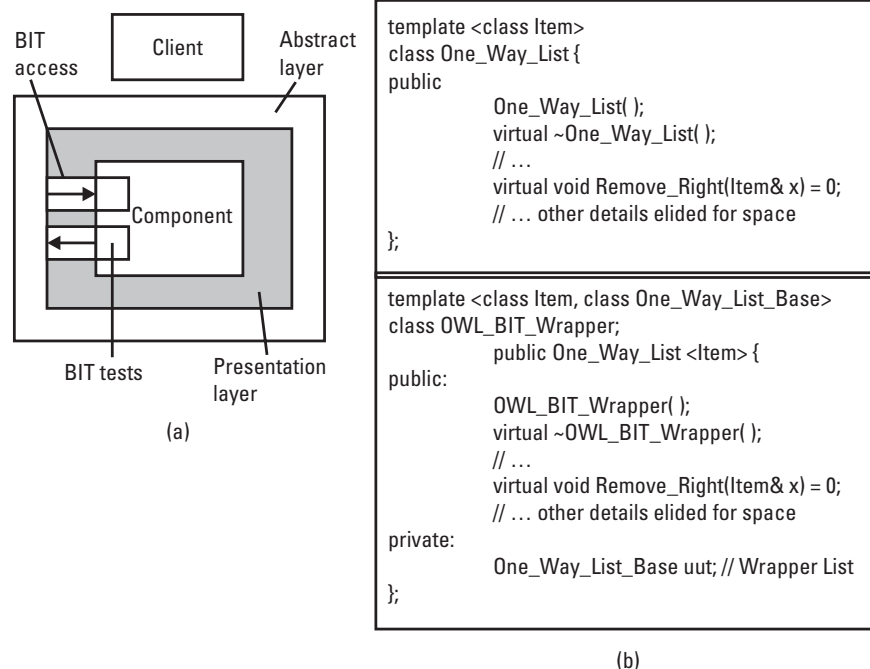 BIT
access
Client
Abstract
layer
Component
BIT tests
Presentation
layer
(a)
template <class Item>
class One_Way_List {
public
One_Way_List( );
virtual ~One_Way_List( );
// …
virtual void Remove_Right(Item& x) = 0;
// … other details elided for space
};
template <class Item, class One_Way_List_Base>
class OWL_BIT_Wrapper;
public One_Way_List <Item> {
public:
OWL_BIT_Wrapper( );
virtual ~OWL_BIT_Wrapper( );
// …
virtual void Remove_Right(Item& x) = 0;
// … other details elided for space
private:
One_Way_List_Base uut; // Wrapper List
};
(b)